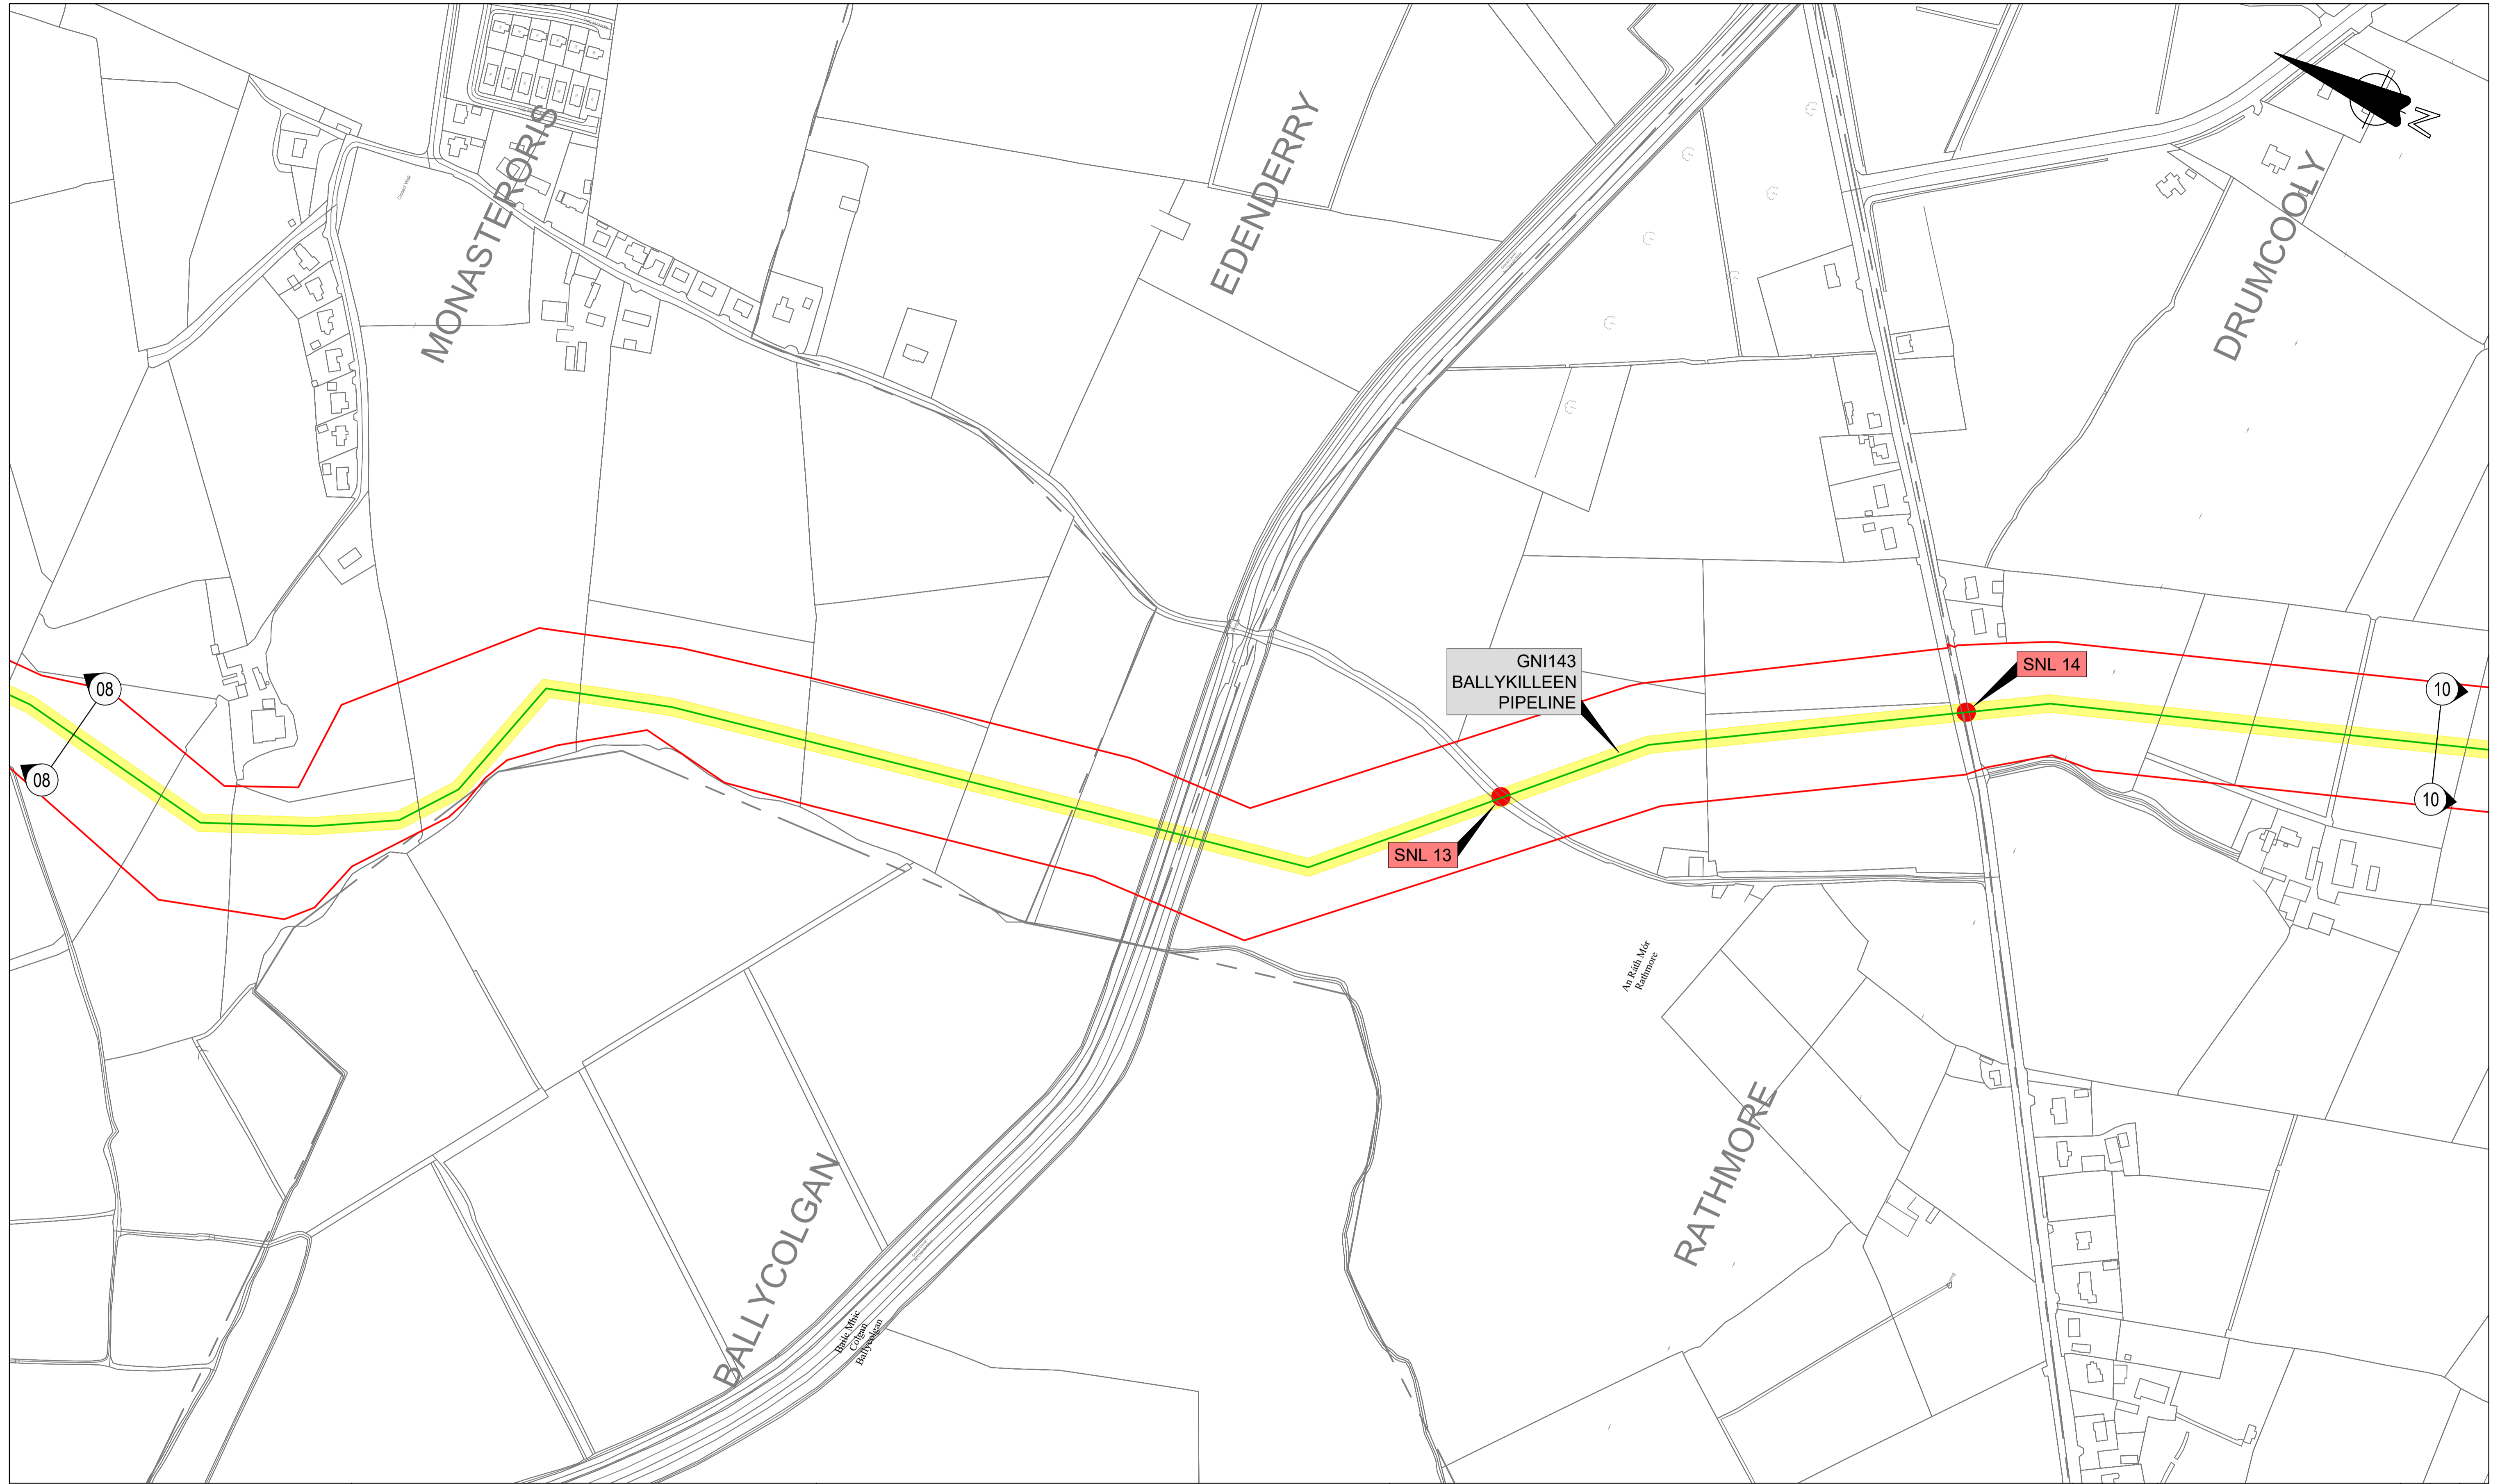 MONASTERORIS
EDENDERRY
DRUMCOOLY
N
08
08
GNI143
BALLYKILLEEN
PIPELINE
SNL 14
SNL 13
10
10
An Ráth Mór
Rathmore
RATHMORE
BALLYCOLGAN
Baile Mhic
Colgan
Ballycolgan